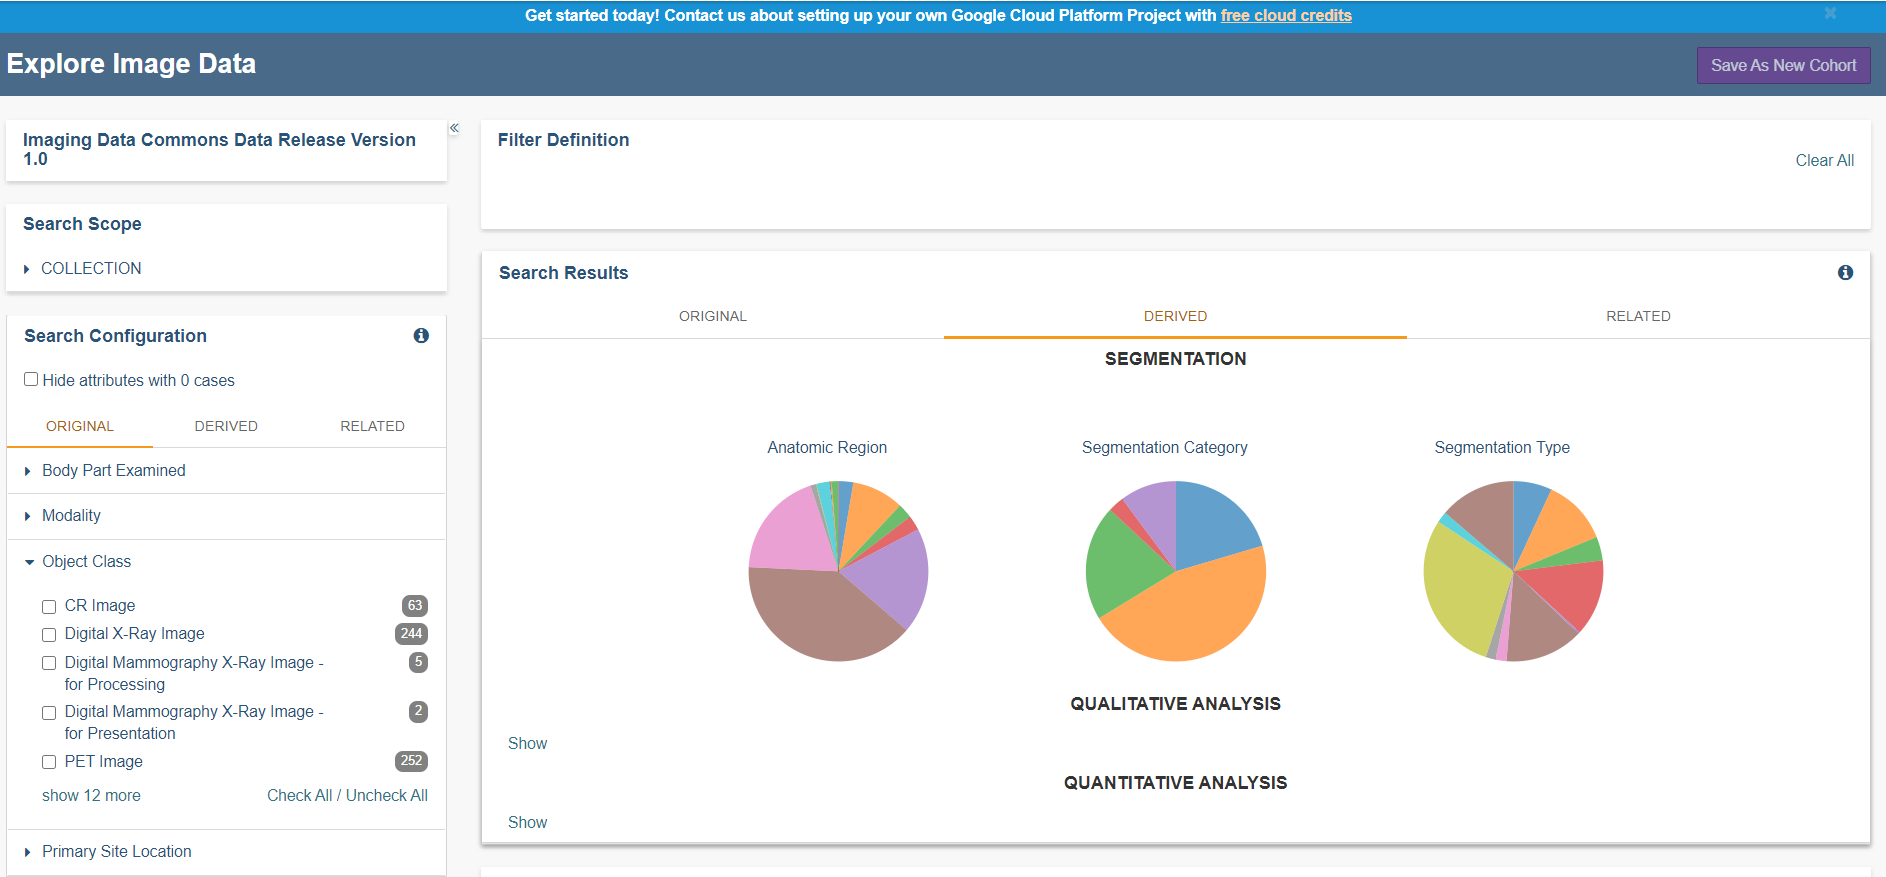 Get started today! Contact us about setting up your own Google Cloud Platform Project with free cloud credits
Explore Image Data
Save As New Cohort
Imaging Data Commons Data Release Version
1.0
Search Scope
COLLECTION
Search Configuration
Hide attributes with 0 cases
ORIGINAL DERIVED RELATED
Body Part Examined
Modality
Object Class
CR Image 63
Digital X-Ray Image 244
Digital Mammography X-Ray Image - 5
for Processing
Digital Mammography X-Ray Image - 2
for Presentation
PET Image 252
show 12 more Check All / Uncheck All
Primary Site Location
Filter Definition
Clear All
Search Results
ORIGINAL DERIVED RELATED
SEGMENTATION
Anatomic Region Segmentation Category Segmentation Type
QUALITATIVE ANALYSIS
Show
QUANTITATIVE ANALYSIS
Show